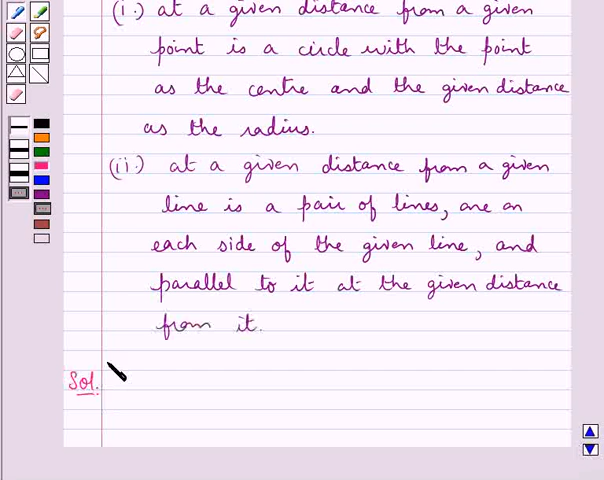 (i.) at a given distance from a given
point is a circle with the point
as the centre and the given distance
as the radius.
(ii.) at a given distance from a given
line is a pair of lines, one on
each side of the given line, and
parallel to it at the given distance
from it.
Sol.